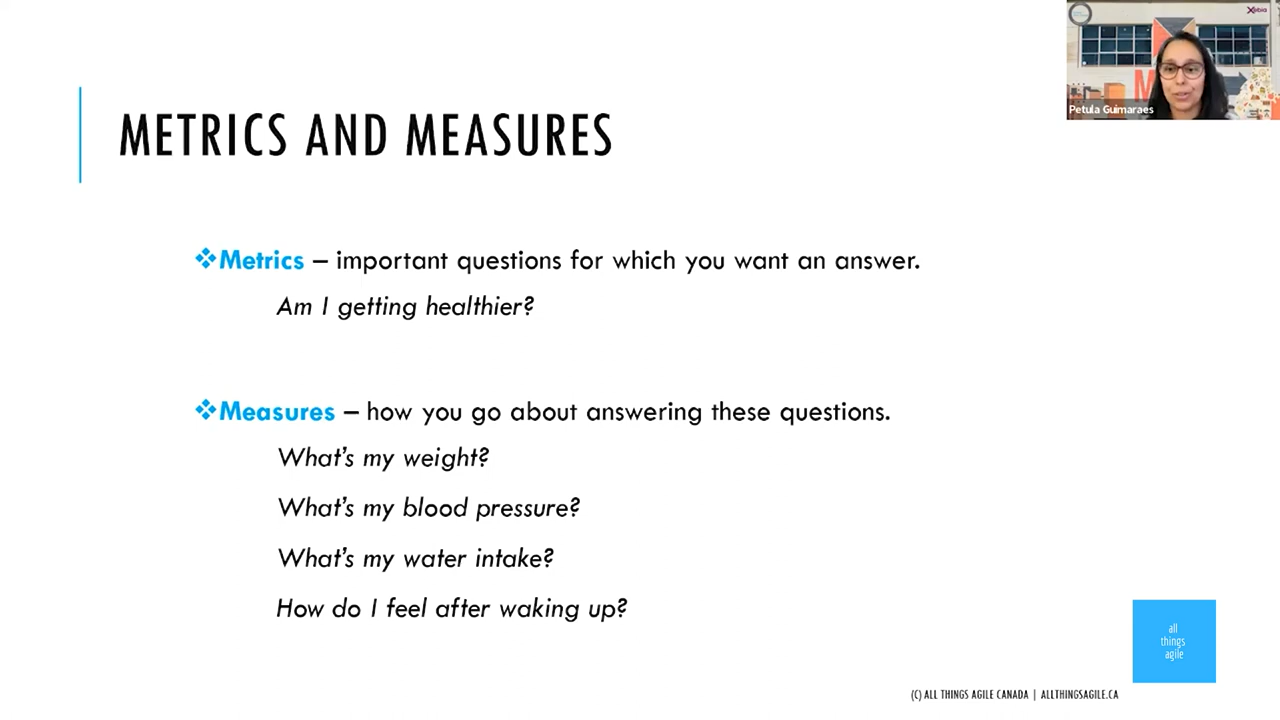 Xebia
Petula Guimaraes
METRICS AND MEASURES
❖Metrics – important questions for which you want an answer.
Am I getting healthier?
❖Measures – how you go about answering these questions.
What's my weight?
What's my blood pressure?
What's my water intake?
How do I feel after waking up?
all
things
agile
(C) ALL THINGS AGILE CANADA | ALLTHINGSAGILE.CA